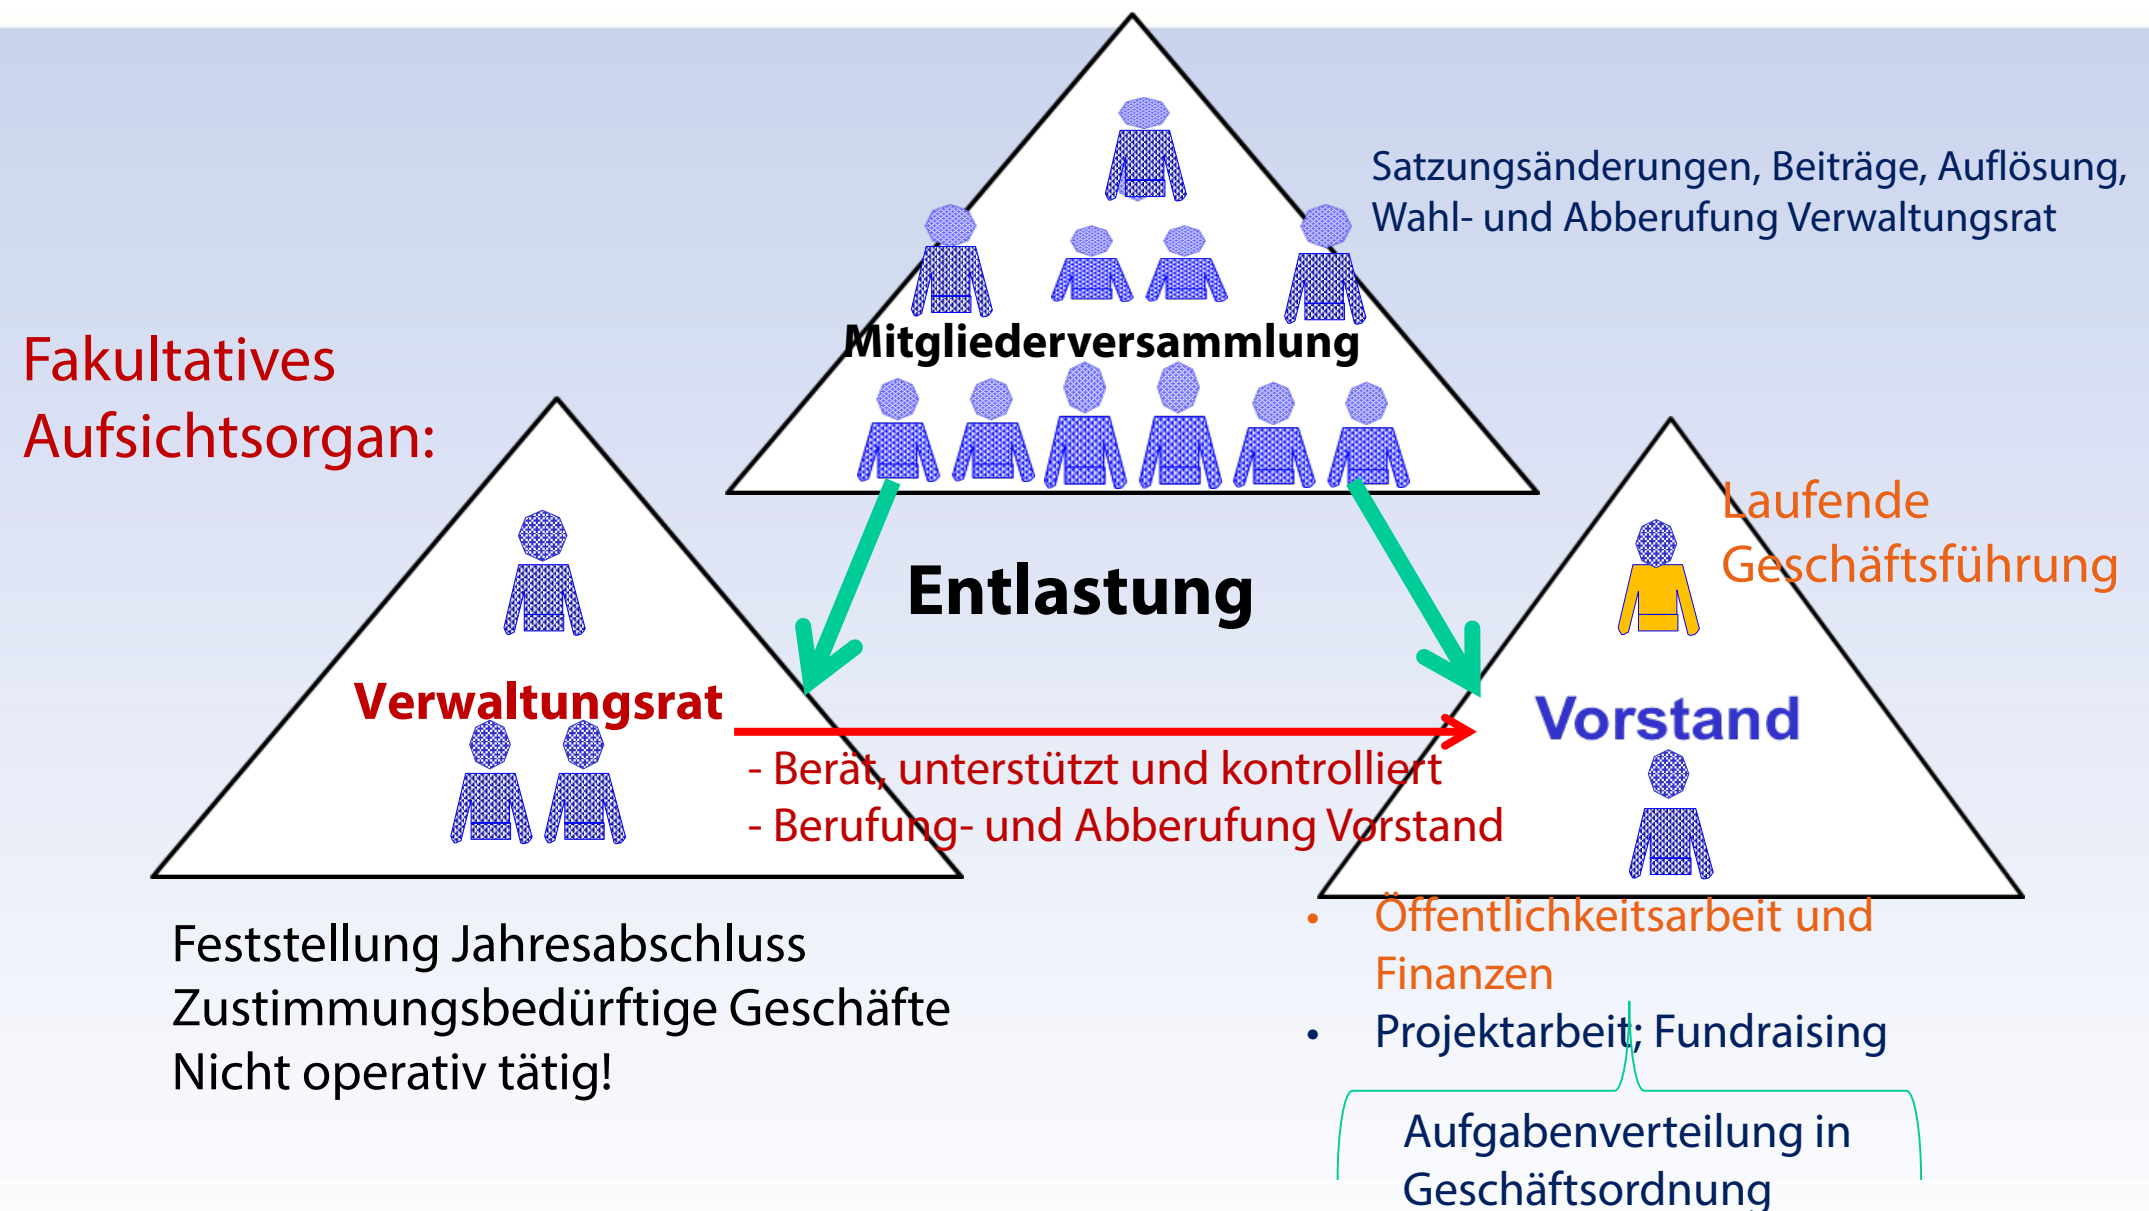 Satzungsänderungen, Beiträge, Auflösung,
Wahl- und Abberufung Verwaltungsrat
Mitgliederversammlung
Fakultatives
Aufsichtsorgan:
Laufende
Geschäftsführung
Entlastung
Verwaltungsrat
Vorstand
- Berät, unterstützt und kontrolliert
- Berufung- und Abberufung Vorstand
Feststellung Jahresabschluss
Zustimmungsbedürftige Geschäfte
Nicht operativ tätig!
• Öffentlichkeitsarbeit und
Finanzen
• Projektarbeit; Fundraising
Aufgabenverteilung in
Geschäftsordnung